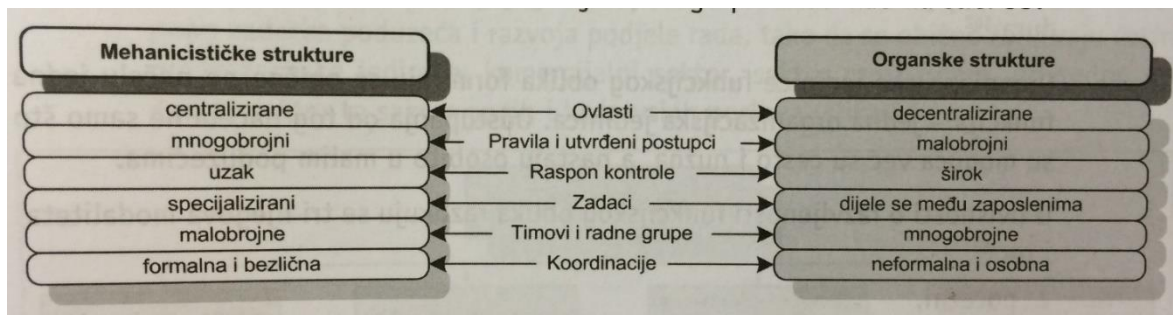 Mehanicističke strukture Organske strukture
centralizirane Ovlasti decentralizirane
mnogobrojni Pravila i utvrđeni postupci malobrojni
uzak Raspon kontrole širok
specijalizirani Zadaci dijele se među zaposlenima
malobrojne Timovi i radne grupe mnogobrojne
formalna i bezlična Koordinacije neformalna i osobna